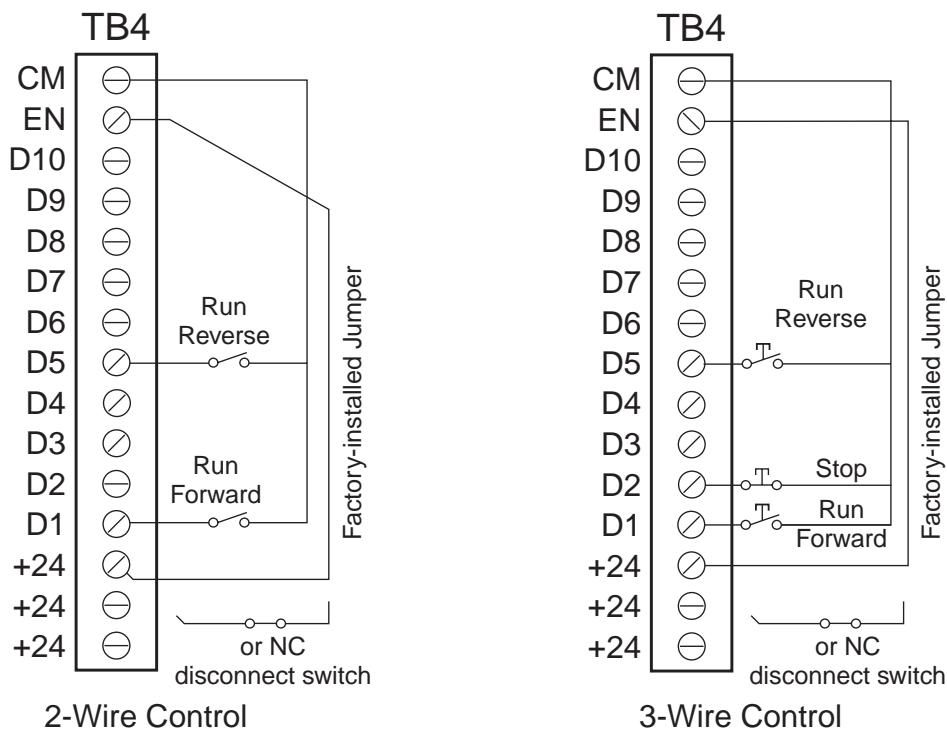 TB4
CM
EN
D10
D9
D8
D7
D6
D5
D4
D3
D2
D1
+24
+24
+24
Run
Reverse
Run
Forward
Factory-installed Jumper
or NC
disconnect switch
2-Wire Control
TB4
CM
EN
D10
D9
D8
D7
D6
D5
D4
D3
D2
D1
+24
+24
+24
Run
Reverse
Stop
Run
Forward
Factory-installed Jumper
or NC
disconnect switch
3-Wire Control